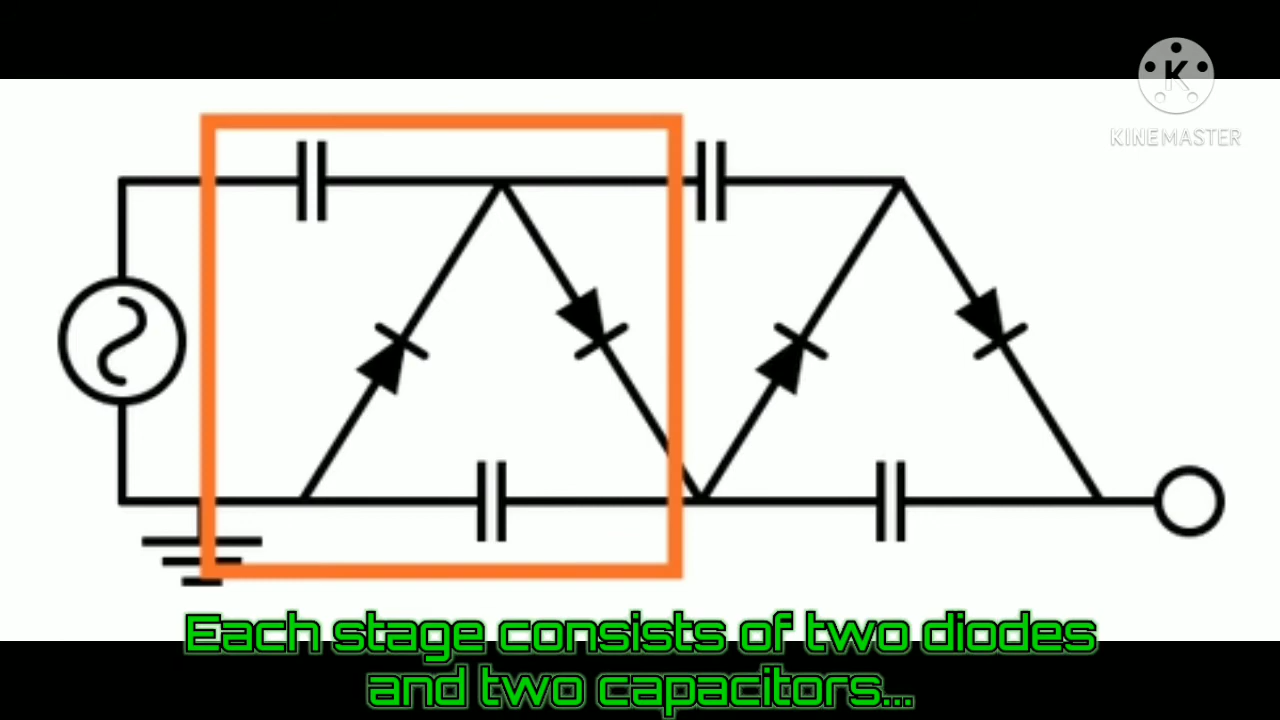 KINEMASTER
Each stage consists of two diodes
and two capacitors...